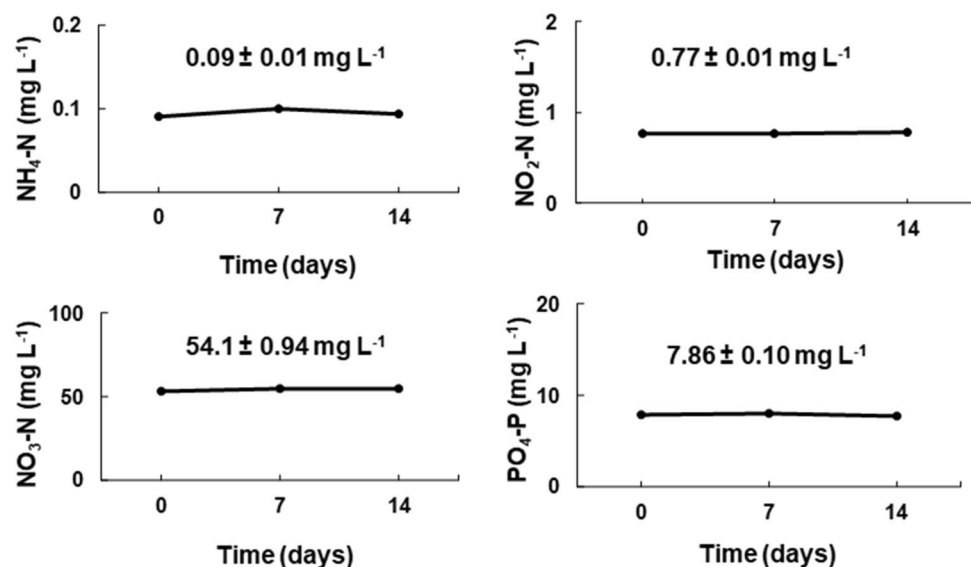 NH₄-N (mg L⁻¹)
0.2
0.1
0
0.09 ± 0.01 mg L⁻¹
0 7 14
Time (days)
NO₂-N (mg L⁻¹)
2
1
0
0.77 ± 0.01 mg L⁻¹
0 7 14
Time (days)
NO₃-N (mg L⁻¹)
100
50
0
54.1 ± 0.94 mg L⁻¹
0 7 14
Time (days)
PO₄-P (mg L⁻¹)
20
10
0
7.86 ± 0.10 mg L⁻¹
0 7 14
Time (days)